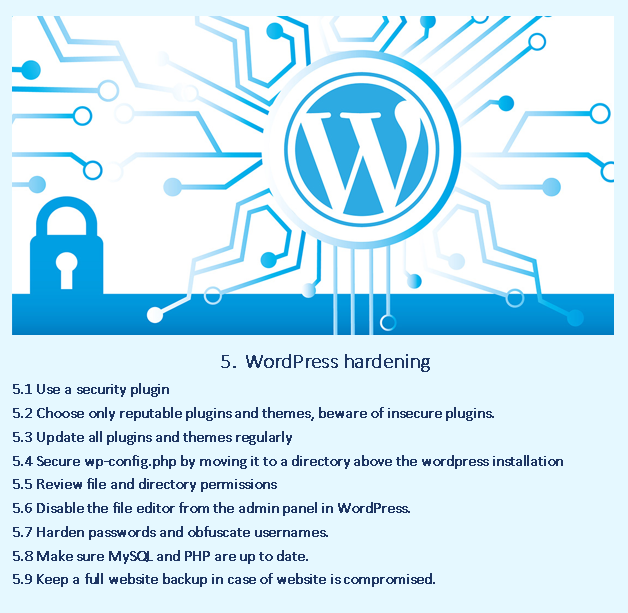 W
5. WordPress hardening
5.1 Use a security plugin
5.2 Choose only reputable plugins and themes, beware of insecure plugins.
5.3 Update all plugins and themes regularly
5.4 Secure wp-config.php by moving it to a directory above the wordpress installation
5.5 Review file and directory permissions
5.6 Disable the file editor from the admin panel in WordPress.
5.7 Harden passwords and obfuscate usernames.
5.8 Make sure MySQL and PHP are up to date.
5.9 Keep a full website backup in case of website is compromised.